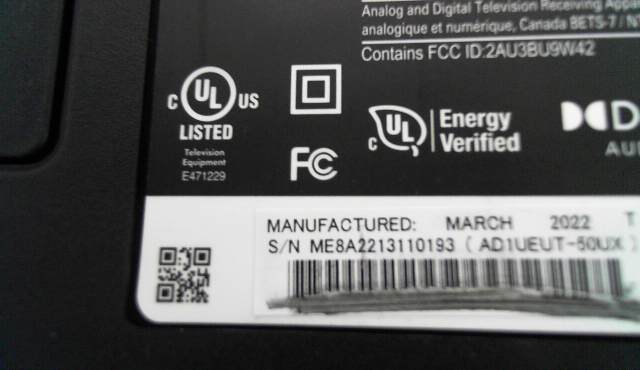 Analog and Digital Television Receiving
analogique et numérique, Canada BETS-7 /
Contains FCC ID:2AU3BU9W42
C UL US
LISTED
Television
Equipment
E471229
FC
C UL
Energy
Verified
AU
MANUFACTURED: MARCH 2022 T
S/N ME8A2213110193 ( AD1UEUT-50UX )